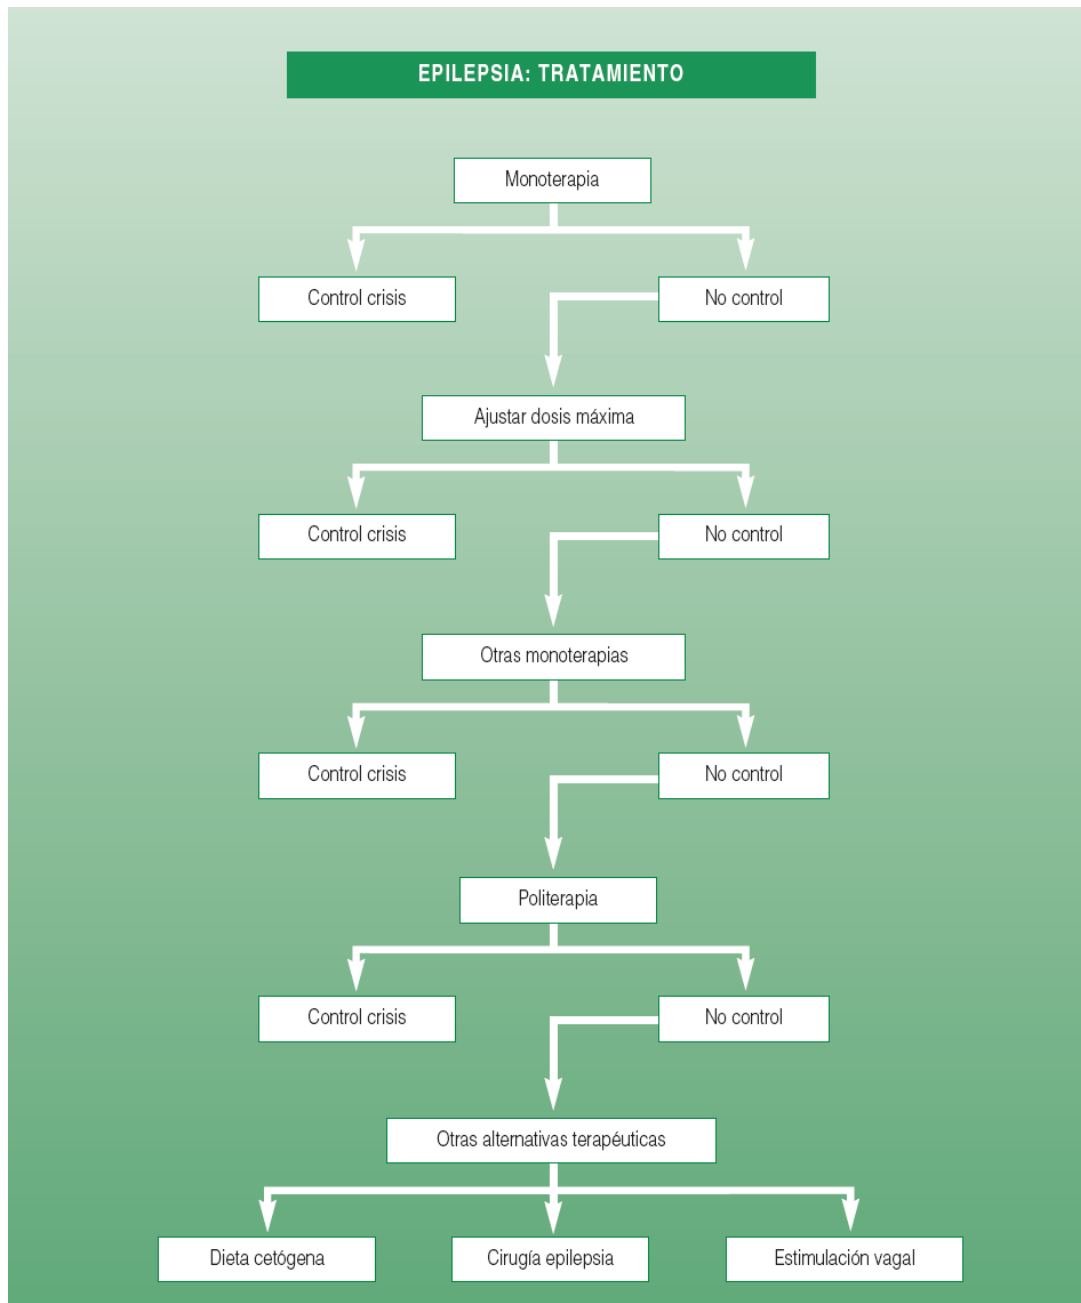 EPILEPSIA: TRATAMIENTO
Monoterapia
Control crisis
No control
Ajustar dosis máxima
Control crisis
No control
Otras monoterapias
Control crisis
No control
Politerapia
Control crisis
No control
Otras alternativas terapéuticas
Dieta cetógena
Cirugía epilepsia
Estimulación vagal